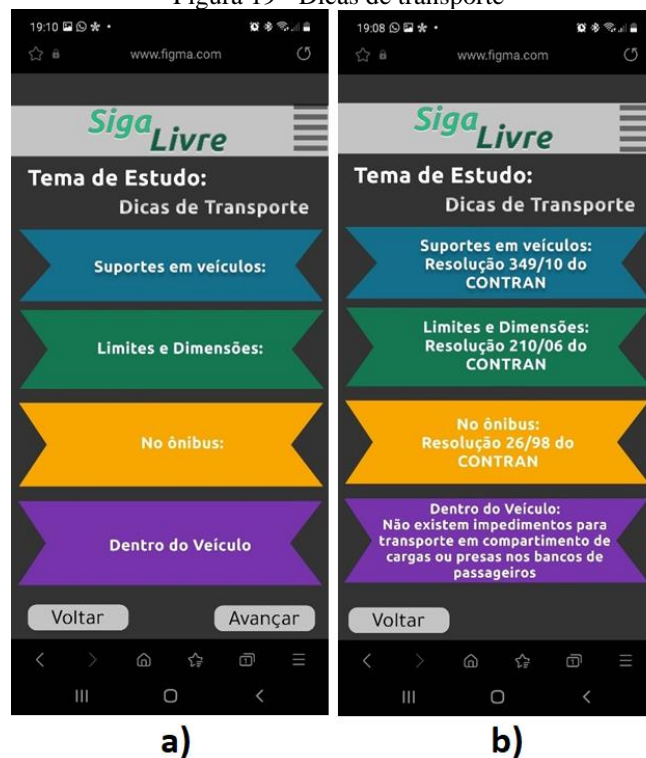 Figura 19 - Dicas de transporte
19:10
www.figma.com
Siga
Livre
Tema de Estudo:
Dicas de Transporte
Suportes em veículos:
Limites e Dimensões:
No ônibus:
Dentro do Veículo
Voltar
Avançar
a)
19:08
www.figma.com
Siga
Livre
Tema de Estudo:
Dicas de Transporte
Suportes em veículos:
Resolução 349/10 do
CONTRAN
Limites e Dimensões:
Resolução 210/06 do
CONTRAN
No ônibus:
Resolução 26/98 do
CONTRAN
Dentro do Veículo:
Não existem impedimentos para
transporte em compartimento de
cargas ou presas nos bancos de
passageiros
Voltar
b)